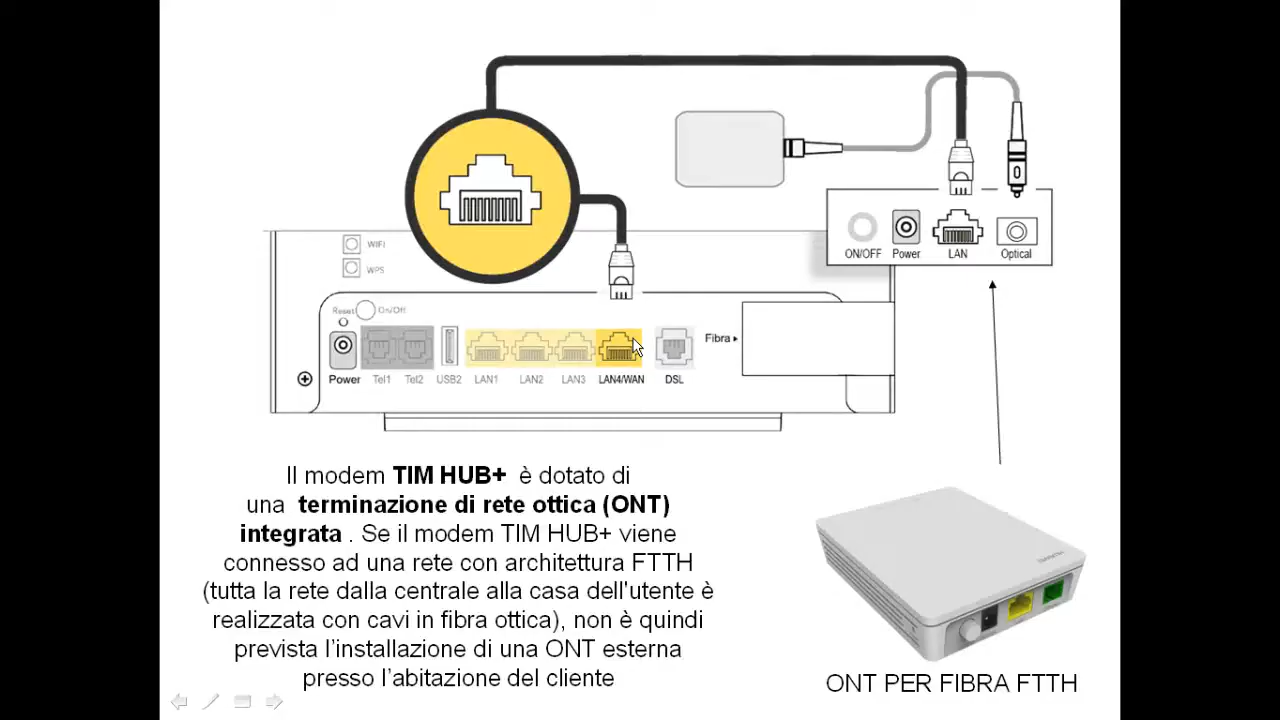 ON/OFF Power LAN Optical
WIFI
WPS
Reset On/Off
Fibra
Power Tel1 Tel2 USB2 LAN1 LAN2 LAN3 LAN4/WAN DSL
Il modem TIM HUB+ è dotato di
una terminazione di rete ottica (ONT)
integrata . Se il modem TIM HUB+ viene
connesso ad una rete con architettura FTTH
(tutta la rete dalla centrale alla casa dell'utente è
realizzata con cavi in fibra ottica), non è quindi
prevista l’installazione di una ONT esterna
presso l’abitazione del cliente
ONT PER FIBRA FTTH